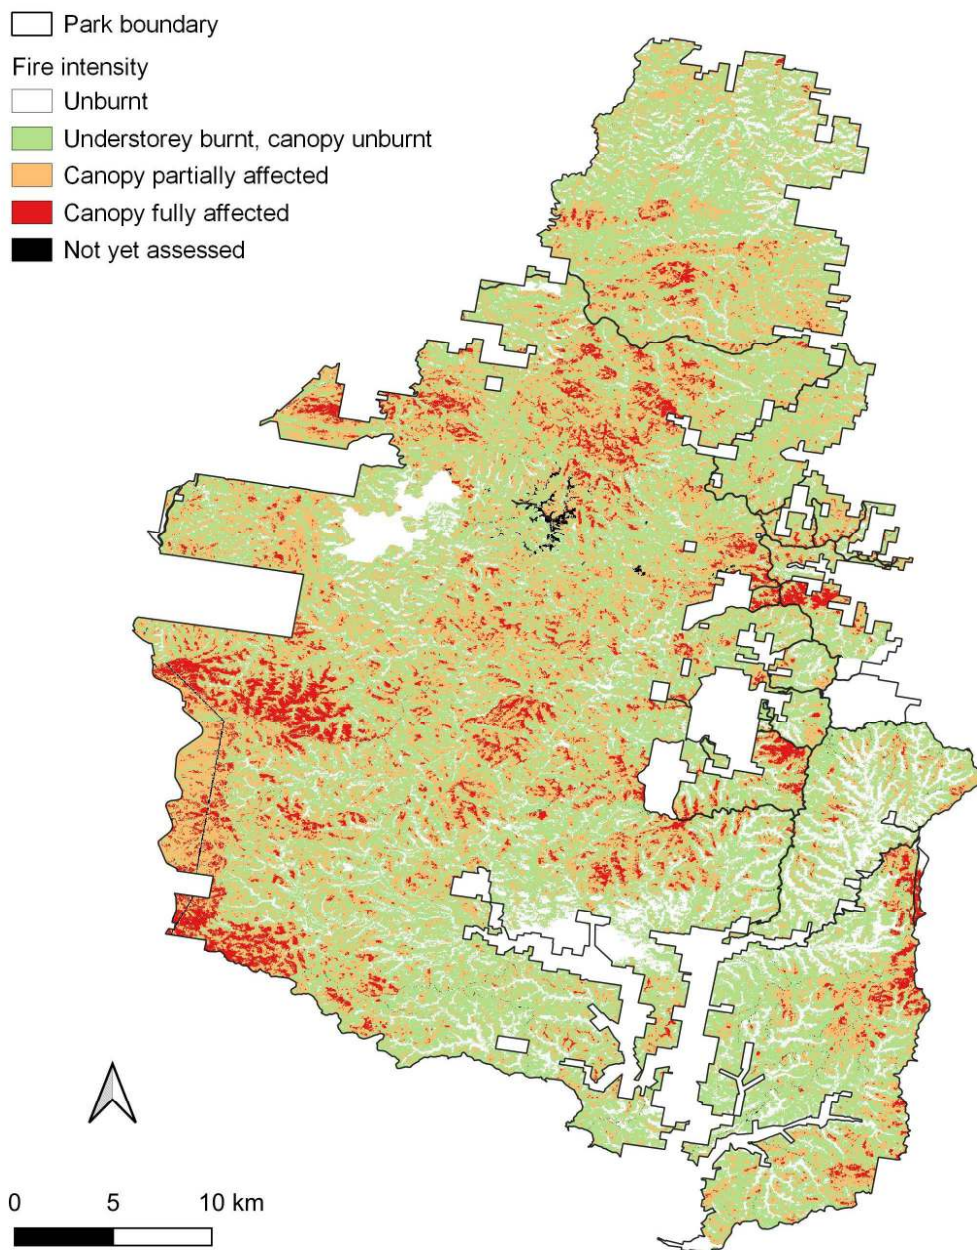 Park boundary
Fire intensity
Unburnt
Understorey burnt, canopy unburnt
Canopy partially affected
Canopy fully affected
Not yet assessed
0 5 10 km